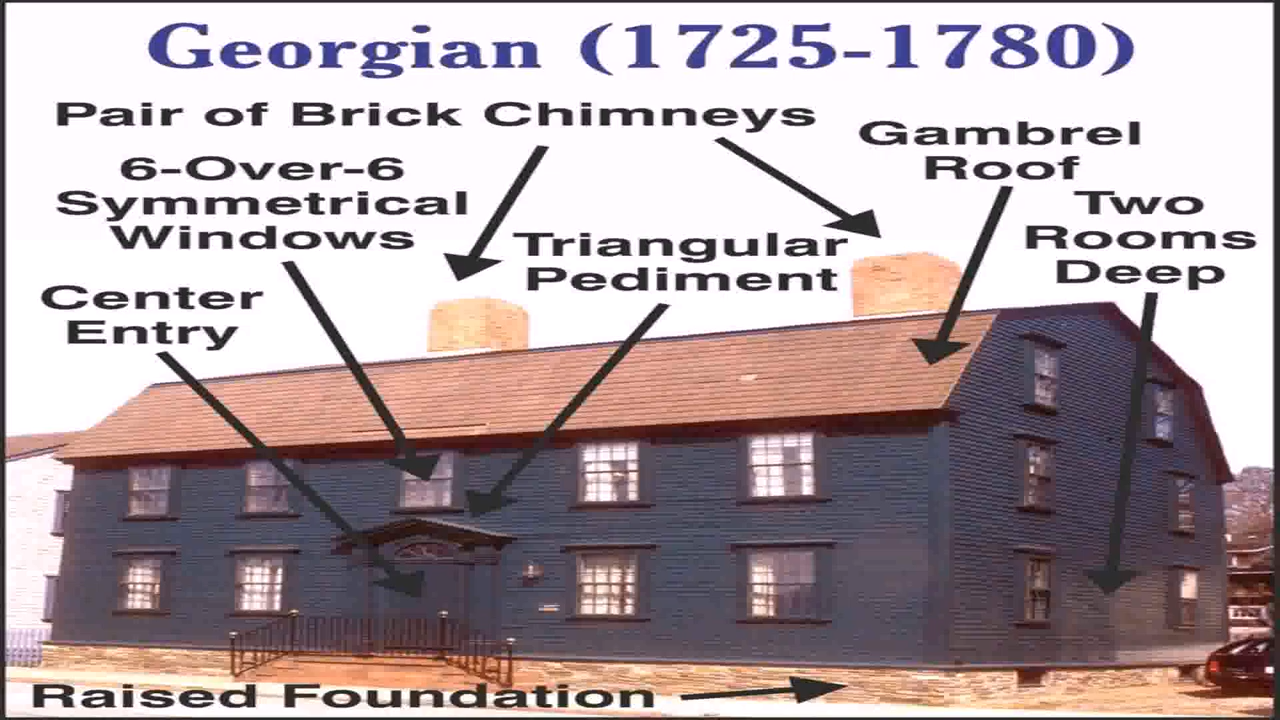 Georgian (1725-1780)
Pair of Brick Chimneys
Gambrel
Roof
6-Over-6
Symmetrical
Windows
Two
Rooms
Deep
Triangular
Pediment
Center
Entry
Raised Foundation